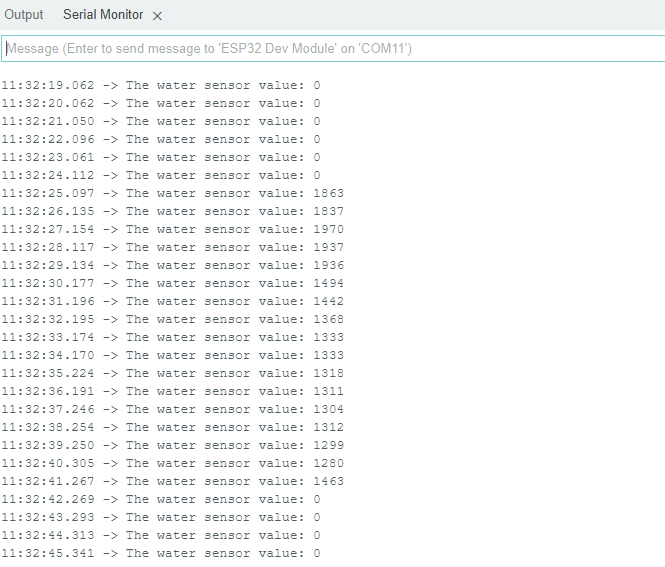 Output Serial Monitor ×
Message (Enter to send message to 'ESP32 Dev Module' on 'COM11')
11:32:19.062 -> The water sensor value: 0
11:32:20.062 -> The water sensor value: 0
11:32:21.050 -> The water sensor value: 0
11:32:22.096 -> The water sensor value: 0
11:32:23.061 -> The water sensor value: 0
11:32:24.112 -> The water sensor value: 0
11:32:25.097 -> The water sensor value: 1863
11:32:26.135 -> The water sensor value: 1837
11:32:27.154 -> The water sensor value: 1970
11:32:28.117 -> The water sensor value: 1937
11:32:29.134 -> The water sensor value: 1936
11:32:30.177 -> The water sensor value: 1494
11:32:31.196 -> The water sensor value: 1442
11:32:32.195 -> The water sensor value: 1368
11:32:33.174 -> The water sensor value: 1333
11:32:34.170 -> The water sensor value: 1333
11:32:35.224 -> The water sensor value: 1318
11:32:36.191 -> The water sensor value: 1311
11:32:37.246 -> The water sensor value: 1304
11:32:38.254 -> The water sensor value: 1312
11:32:39.250 -> The water sensor value: 1299
11:32:40.305 -> The water sensor value: 1280
11:32:41.267 -> The water sensor value: 1463
11:32:42.269 -> The water sensor value: 0
11:32:43.293 -> The water sensor value: 0
11:32:44.313 -> The water sensor value: 0
11:32:45.341 -> The water sensor value: 0